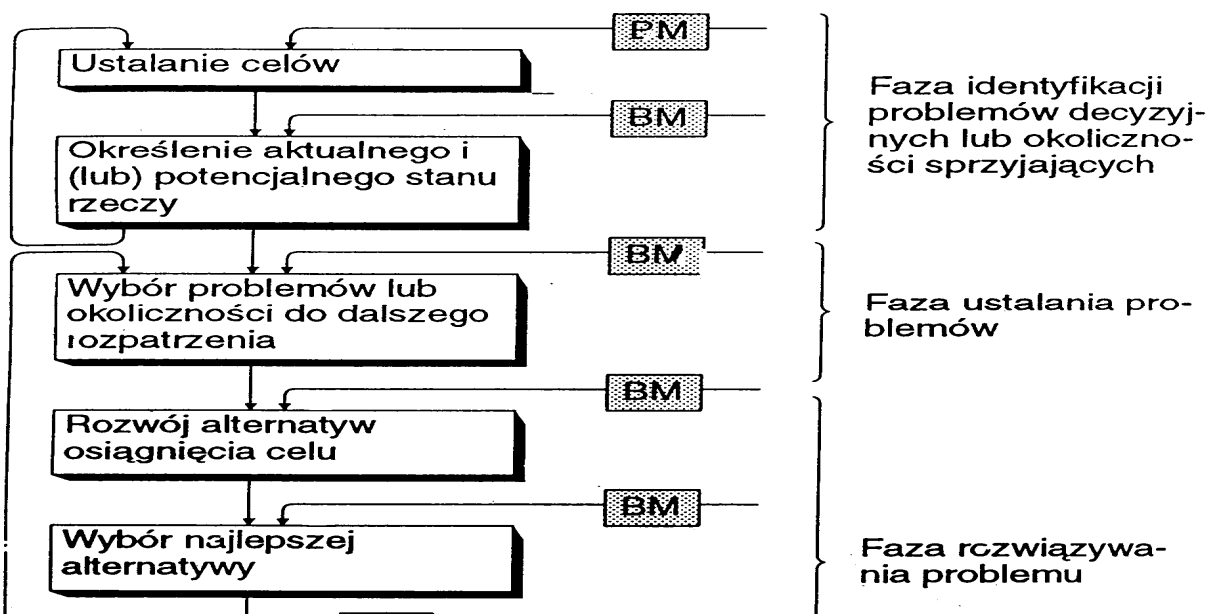 PM
Ustalanie celów
BM
Określenie aktualnego i
(lub) potencjalnego stanu
rzeczy
Faza identyfikacji
problemów decyzyj-
nych lub okoliczno-
ści sprzyjających
BM
Wybór problemów lub
okoliczności do dalszego
rozpatrzenia
Faza ustalania pro-
blemów
BM
Rozwój alternatyw
osiągnięcia celu
BM
Wybór najlepszej
alternatywy
Faza rozwiązywa-
nia problemu